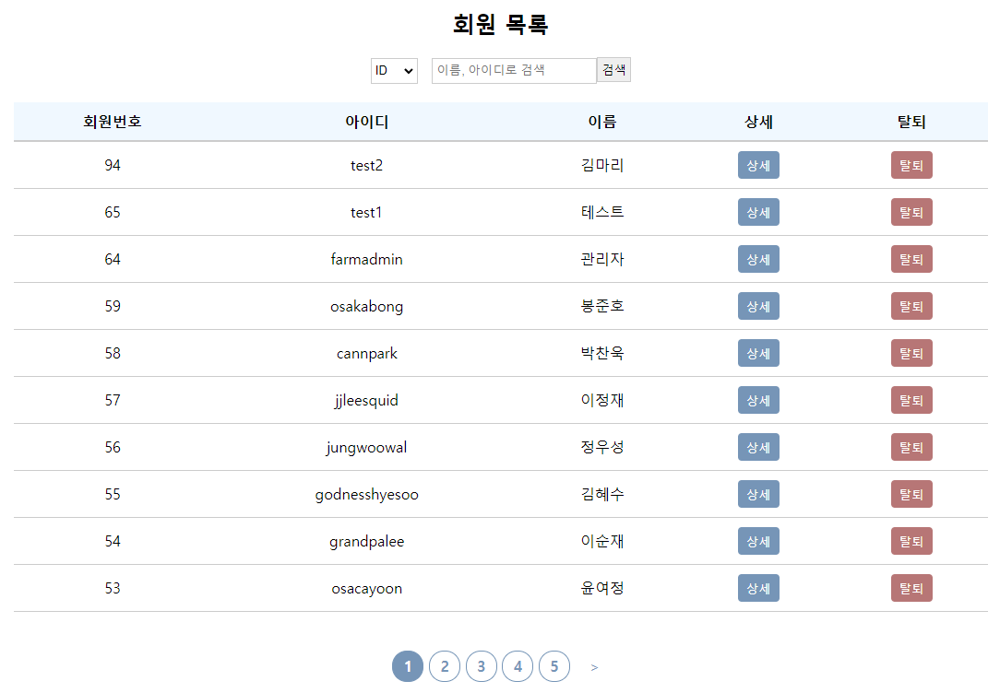 회원 목록
ID 이름, 아이디로 검색 검색
회원번호 아이디 이름 상세 탈퇴
94 test2 김마리 상세 탈퇴
65 test1 테스트 상세 탈퇴
64 farmadmin 관리자 상세 탈퇴
59 osakabong 봉준호 상세 탈퇴
58 cannpark 박찬욱 상세 탈퇴
57 jjleesquid 이정재 상세 탈퇴
56 jungwoowal 정우성 상세 탈퇴
55 godnesshyesoo 김혜수 상세 탈퇴
54 grandpalee 이순재 상세 탈퇴
53 osacayoon 윤여정 상세 탈퇴
1 2 3 4 5 >